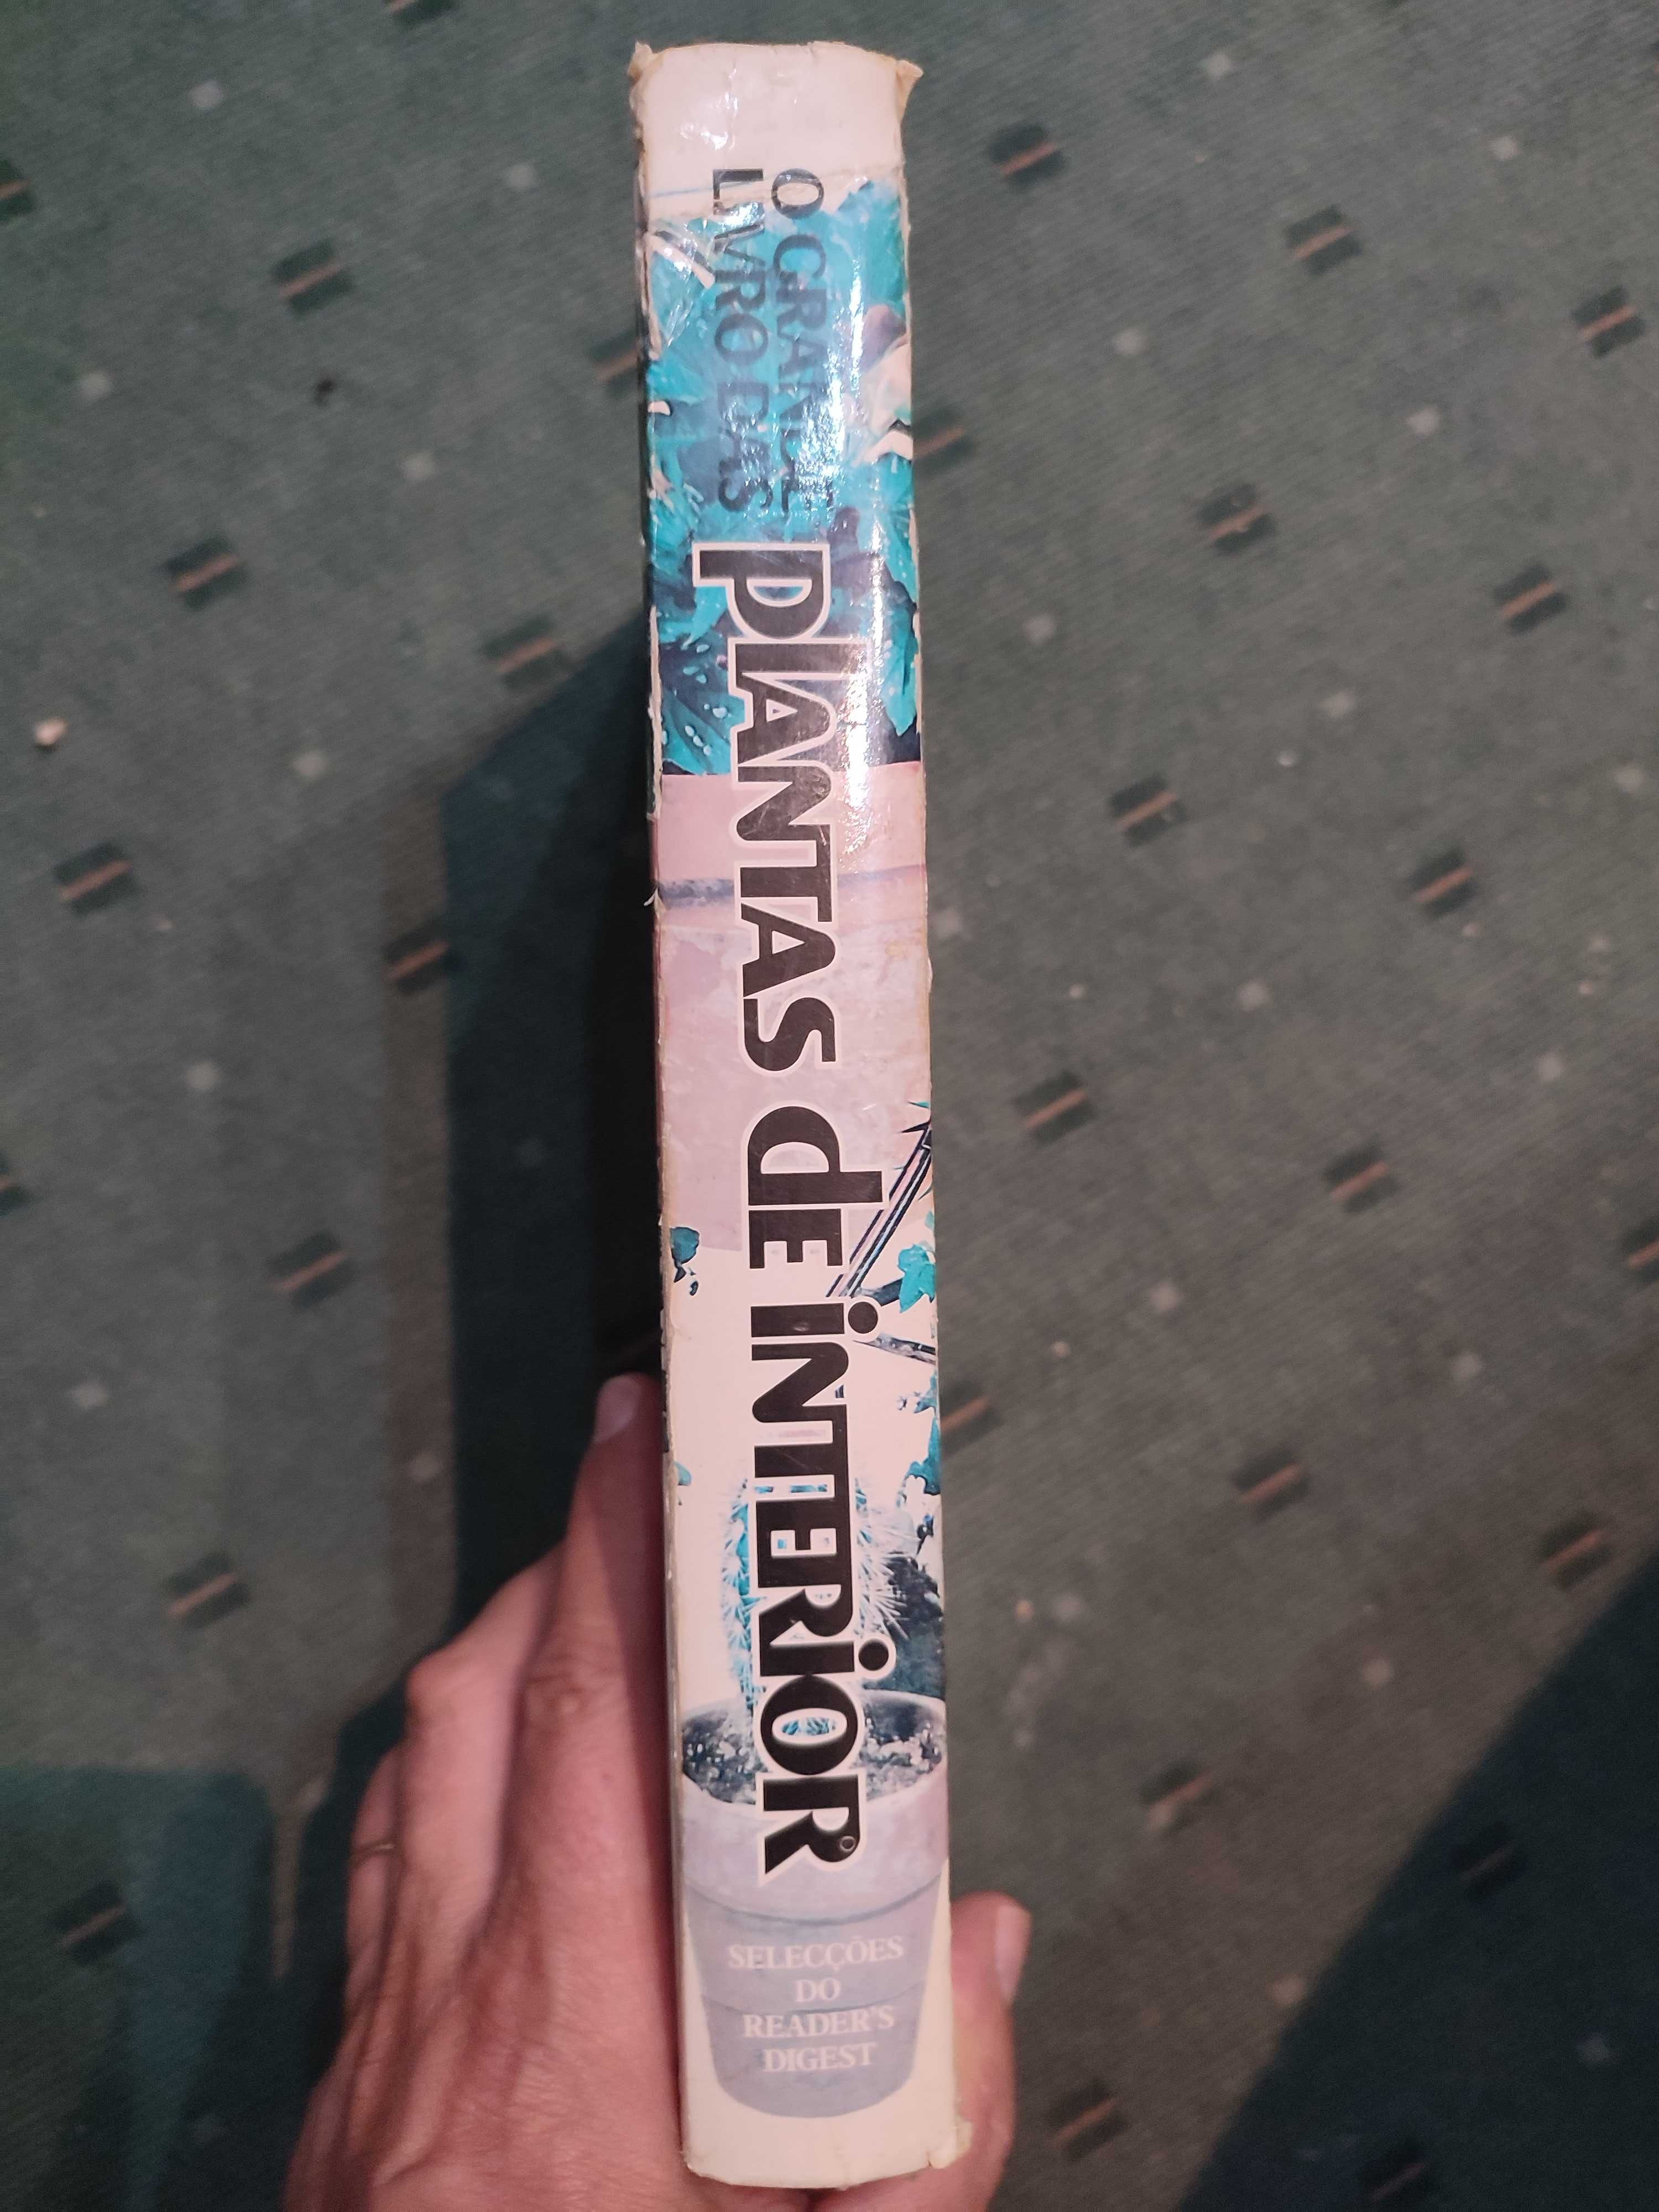 O GRANDE
LIVRO DAS
PLANTAS dE iNTERiOR
SELECÇÕES
DO
READER'S
DIGEST